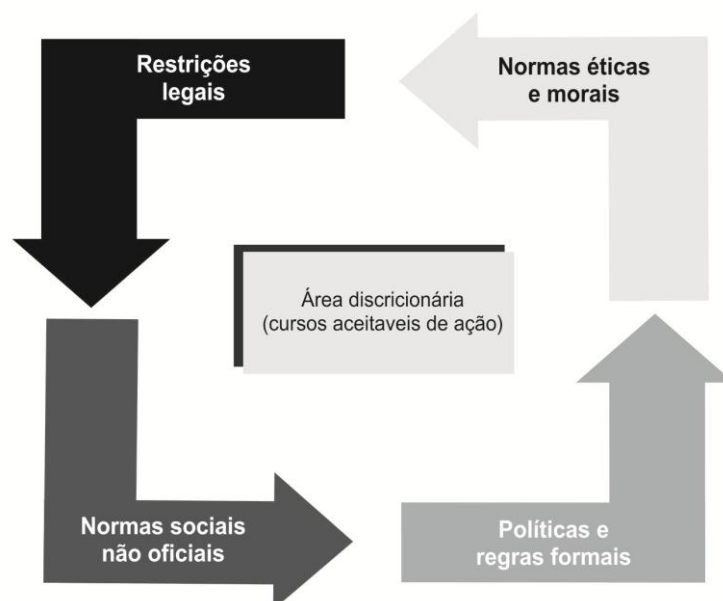 Restrições
legais
Normas éticas
e morais
Área discricionária
(cursos aceitaveis de ação)
Normas sociais
não oficiais
Políticas e
regras formais